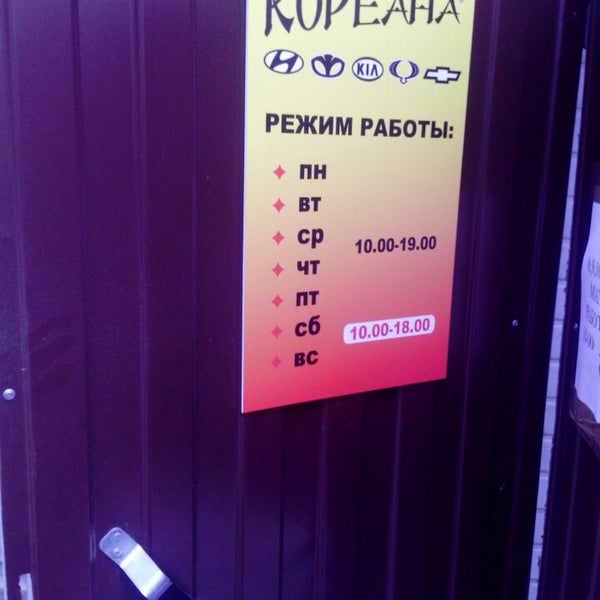 КОРЕАНА
KIA
РЕЖИМ РАБОТЫ:
ПН
ВТ
СР
10.00-19.00
ЧТ
ПТ
СБ
10.00-18.00
ВС